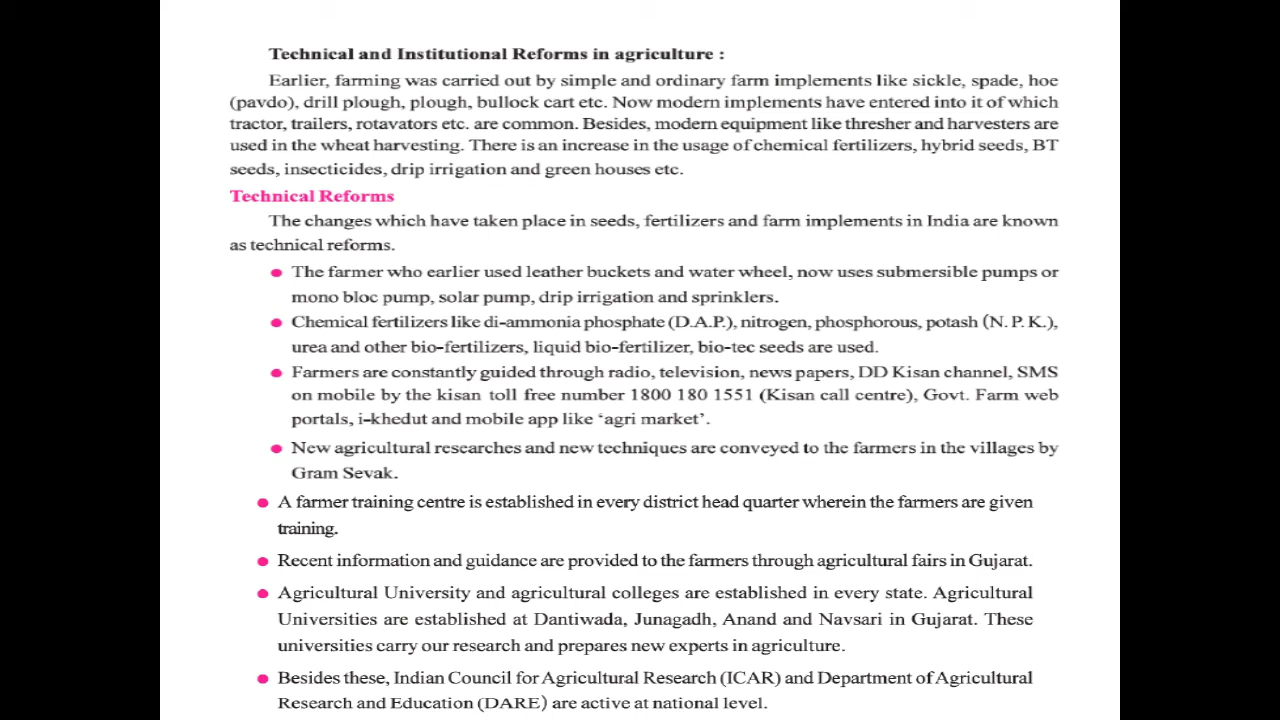 Technical and Institutional Reforms in agriculture :
Earlier, farming was carried out by simple and ordinary farm implements like sickle, spade, hoe
(pavdo), drill plough, plough, bullock cart etc. Now modern implements have entered into it of which
tractor, trailers, rotavators etc. are common. Besides, modern equipment like thresher and harvesters are
used in the wheat harvesting. There is an increase in the usage of chemical fertilizers, hybrid seeds, BT
seeds, insecticides, drip irrigation and green houses etc.
Technical Reforms
The changes which have taken place in seeds, fertilizers and farm implements in India are known
as technical reforms.
● The farmer who earlier used leather buckets and water wheel, now uses submersible pumps or
mono bloc pump, solar pump, drip irrigation and sprinklers.
● Chemical fertilizers like di-ammonia phosphate (D.A.P.), nitrogen, phosphorous, potash (N. P. K.),
urea and other bio-fertilizers, liquid bio-fertilizer, bio-tec seeds are used.
● Farmers are constantly guided through radio, television, news papers, DD Kisan channel, SMS
on mobile by the kisan toll free number 1800 180 1551 (Kisan call centre), Govt. Farm web
portals, i-khedut and mobile app like ‘agri market’.
● New agricultural researches and new techniques are conveyed to the farmers in the villages by
Gram Sevak.
● A farmer training centre is established in every district head quarter wherein the farmers are given
training.
● Recent information and guidance are provided to the farmers through agricultural fairs in Gujarat.
● Agricultural University and agricultural colleges are established in every state. Agricultural
Universities are established at Dantiwada, Junagadh, Anand and Navsari in Gujarat. These
universities carry our research and prepares new experts in agriculture.
● Besides these, Indian Council for Agricultural Research (ICAR) and Department of Agricultural
Research and Education (DARE) are active at national level.